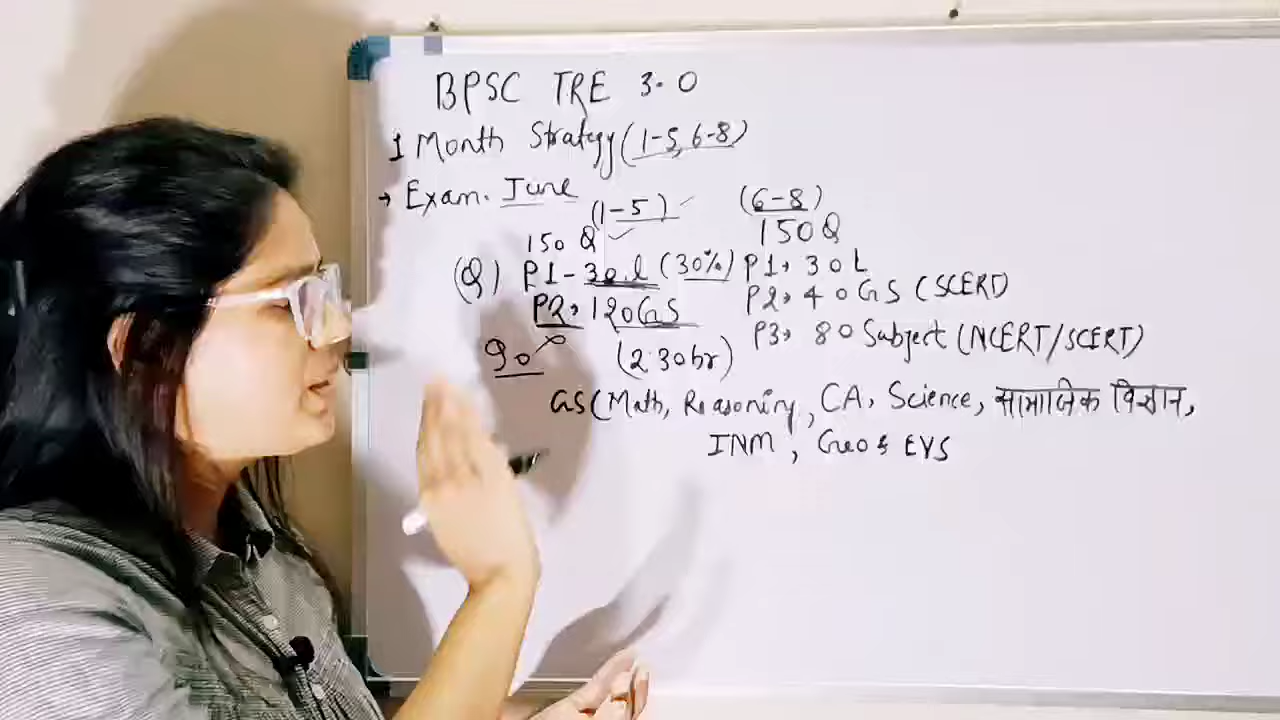 BPSC TRE 3.0
1 Month Strategy (1-5, 6-8)
→ Exam. June
(1-5) ✓ (6-8)
150 Q ✓ 150 Q
(Q) P1 - 30 L (30%) P1→ 30 L
P2→ 120 GS P2→ 40 GS (SCERT)
P3→ 80 Subject (NCERT/SCERT)
90% (2:30 hr)
GS (Math, Reasoning, CA, Science, सामाजिक विज्ञान,
INM, Geo & EVS